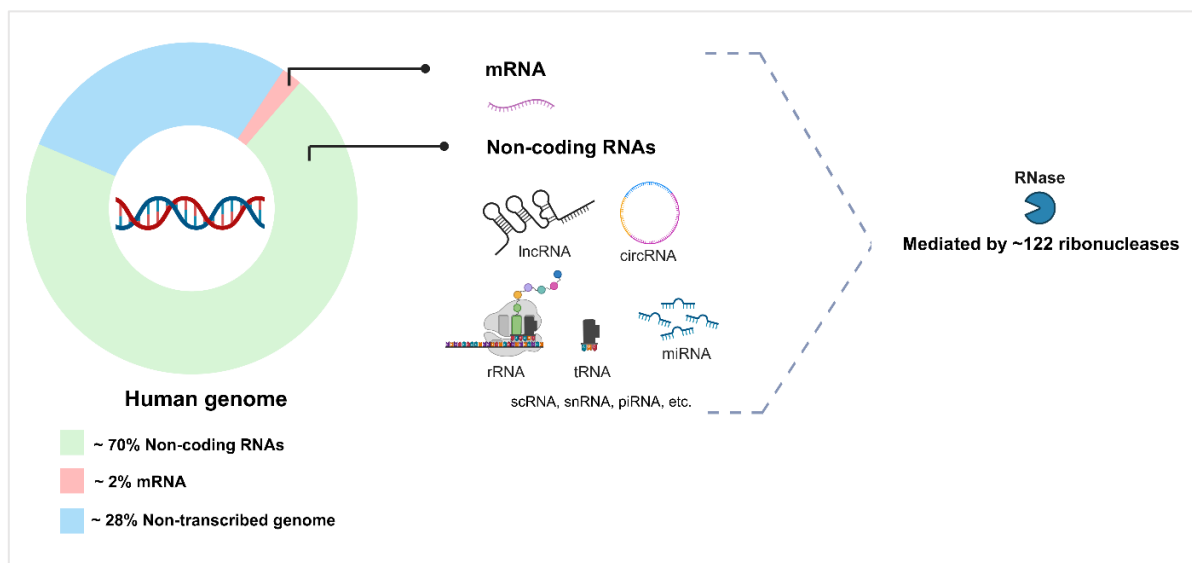 mRNA
Non-coding RNAs
lncRNA
circRNA
rRNA
tRNA
miRNA
scRNA, snRNA, piRNA, etc.
RNase
Mediated by ~122 ribonucleases
Human genome
~ 70% Non-coding RNAs
~ 2% mRNA
~ 28% Non-transcribed genome